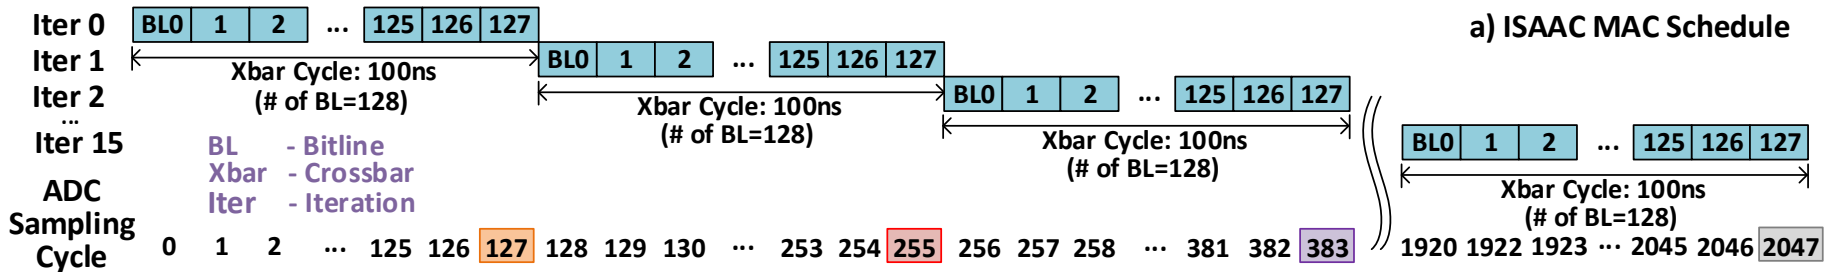 a) ISAAC MAC Schedule
Iter 0 BL0 1 2 ... 125 126 127
Xbar Cycle: 100ns
(# of BL=128)
Iter 1 BL0 1 2 ... 125 126 127
Xbar Cycle: 100ns
(# of BL=128)
Iter 2 BL0 1 2 ... 125 126 127
Xbar Cycle: 100ns
(# of BL=128)
...
Iter 15 BL0 1 2 ... 125 126 127
Xbar Cycle: 100ns
(# of BL=128)
BL - Bitline
Xbar - Crossbar
Iter - Iteration
ADC
Sampling
Cycle
0 1 2 ... 125 126 127 128 129 130 ... 253 254 255 256 257 258 ... 381 382 383 1920 1922 1923 ... 2045 2046 2047